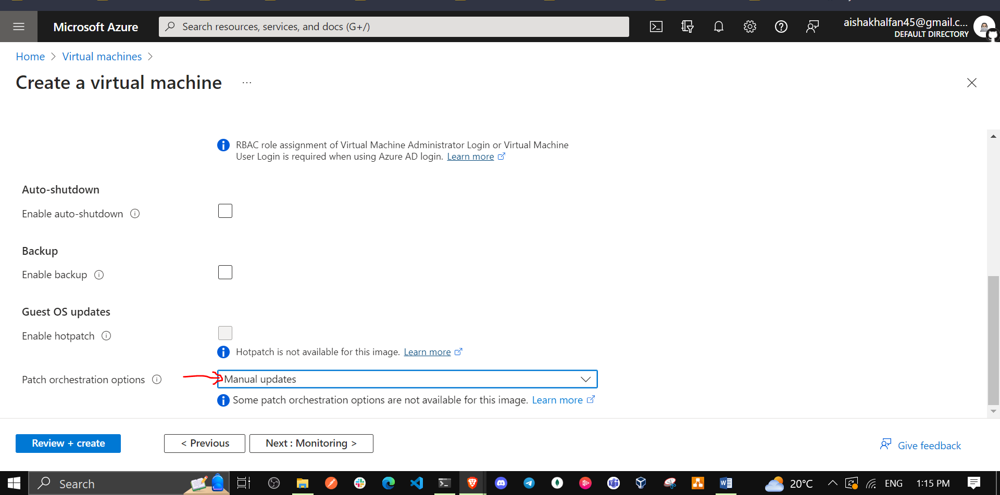 Microsoft Azure
Search resources, services, and docs (G+/)
aishakhalfan45@gmail.c...
DEFAULT DIRECTORY
Home > Virtual machines >
Create a virtual machine ...
RBAC role assignment of Virtual Machine Administrator Login or Virtual Machine
User Login is required when using Azure AD login. Learn more
Auto-shutdown
Enable auto-shutdown
Backup
Enable backup
Guest OS updates
Enable hotpatch
Hotpatch is not available for this image. Learn more
Patch orchestration options
Manual updates
Some patch orchestration options are not available for this image. Learn more
Review + create
< Previous
Next : Monitoring >
Give feedback
Search
20°C
ENG
1:15 PM